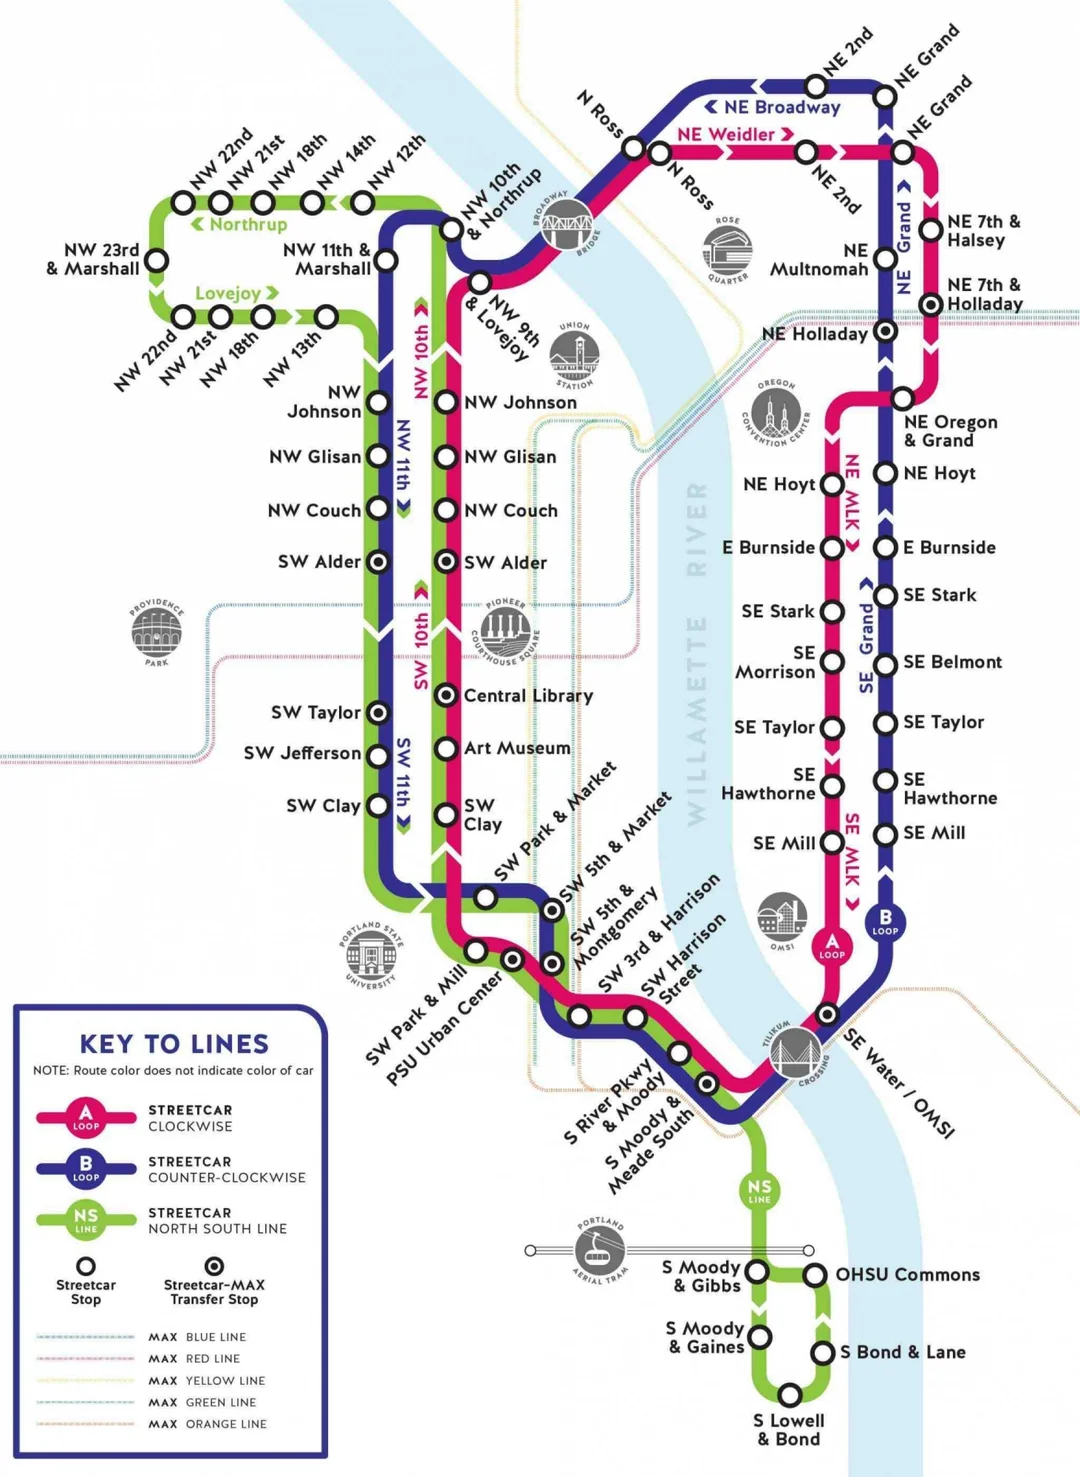 NE 2nd
NE Grand
NE Broadway
N Ross
NE Weidler
NE Grand
N Ross
NE 2nd
NW 22nd
NW 21st
NW 18th
NW 14th
NW 12th
NW 10th
& Northrup
BROADWAY
BRIDGE
ROSE
QUARTER
NE 7th &
Halsey
Northrup
NW 23rd
& Marshall
NW 11th &
Marshall
NE
Multnomah
NE Grand
NE 7th &
Holladay
Lovejoy
NW 22nd
NW 21st
NW 18th
NW 13th
NW 9th
& Lovejoy
NW 10th
UNION
STATION
NE Holladay
OREGON
CONVENTION CENTER
NE Oregon
& Grand
NW
Johnson
NW Johnson
NW 11th
NW Glisan
NW Glisan
NE Hoyt
NE MLK
NE Hoyt
NW Couch
NW Couch
E Burnside
E Burnside
SW Alder
SW Alder
SE Stark
SE Grand
SE Stark
PROVIDENCE
PARK
SW 10th
PIONEER
COURTHOUSE SQUARE
WILLAMETTE RIVER
SE
Morrison
SE Belmont
SW Taylor
Central Library
SE Taylor
SE Taylor
SW Jefferson
SW 11th
Art Museum
SE
Hawthorne
SE
Hawthorne
SW Clay
SW
Clay
SW Park & Market
SW 5th & Market
SE Mill
SE MLK
SE Mill
SW 5th &
Montgomery
SW 3rd & Harrison
SW Harrison
Street
PORTLAND STATE
UNIVERSITY
OMSI
A
LOOP
B
LOOP
SW Park & Mill
PSU Urban Center
TILIKUM
CROSSING
SE Water / OMSI
S River Pkwy
& Moody
S Moody &
Meade South
NS
LINE
PORTLAND
AERIAL TRAM
S Moody
& Gibbs
OHSU Commons
S Moody
& Gaines
S Bond & Lane
S Lowell
& Bond
KEY TO LINES
NOTE: Route color does not indicate color of car
A
LOOP
STREETCAR
CLOCKWISE
B
LOOP
STREETCAR
COUNTER-CLOCKWISE
NS
LINE
STREETCAR
NORTH SOUTH LINE
Streetcar
Stop
Streetcar-MAX
Transfer Stop
MAX BLUE LINE
MAX RED LINE
MAX YELLOW LINE
MAX GREEN LINE
MAX ORANGE LINE